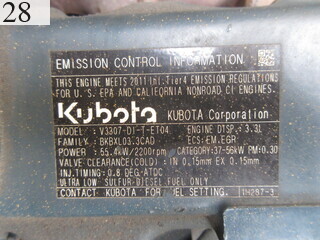 28
EMISSION CONTROL INFORMATION
THIS ENGINE MEETS 2011 Int.Tier4 EMISSION REGULATIONS
FOR U.S. EPA AND CALIFORNIA NONROAD CI ENGINES.
Kubota KUBOTA Corporation
MODEL : V3307-DI-T-ET04 ENGINE DISP.: 3.3L
FAMILY : BKBXL03.3CAD ECS:EM,EGR
POWER : 55.4kW/2200rpm CATEGORY:37-56kW PM:0.30
VALVE CLEARANCE(COLD) : IN 0.15mm EX 0.15mm
INJ.TIMING:0.8 DEG.ATDC
ULTRA LOW SULFUR DIESEL FUEL ONLY
CONTACT KUBOTA FOR FUEL SETTING. 1H287-3